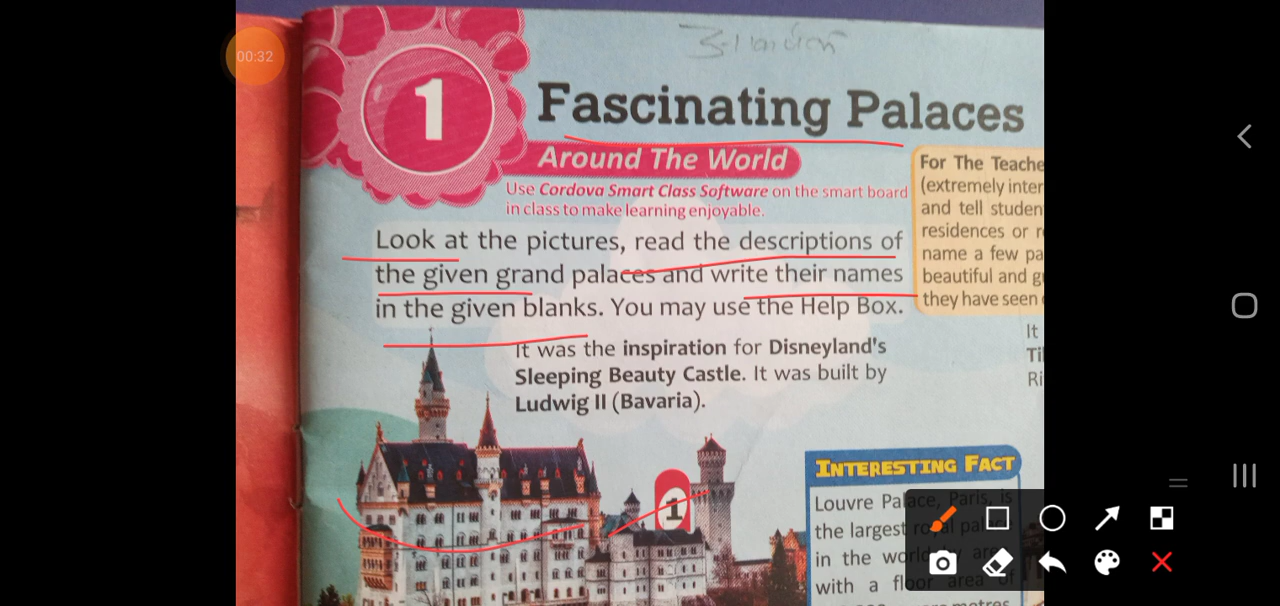 00:32
1
Fascinating Palaces
Around The World
Use Cordova Smart Class Software on the smart board
in class to make learning enjoyable.
For The Teache
(extremely inter
and tell studen
residences or r
name a few pa
beautiful and g
they have seen
Look at the pictures, read the descriptions of
the given grand palaces and write their names
in the given blanks. You may use the Help Box.
It was the inspiration for Disneyland's
Sleeping Beauty Castle. It was built by
Ludwig II (Bavaria).
It
Ti
Ri
1
INTERESTING FACT
Louvre Palace, Paris, is
the largest royal palace
in the world by area
with a floor area of
metres